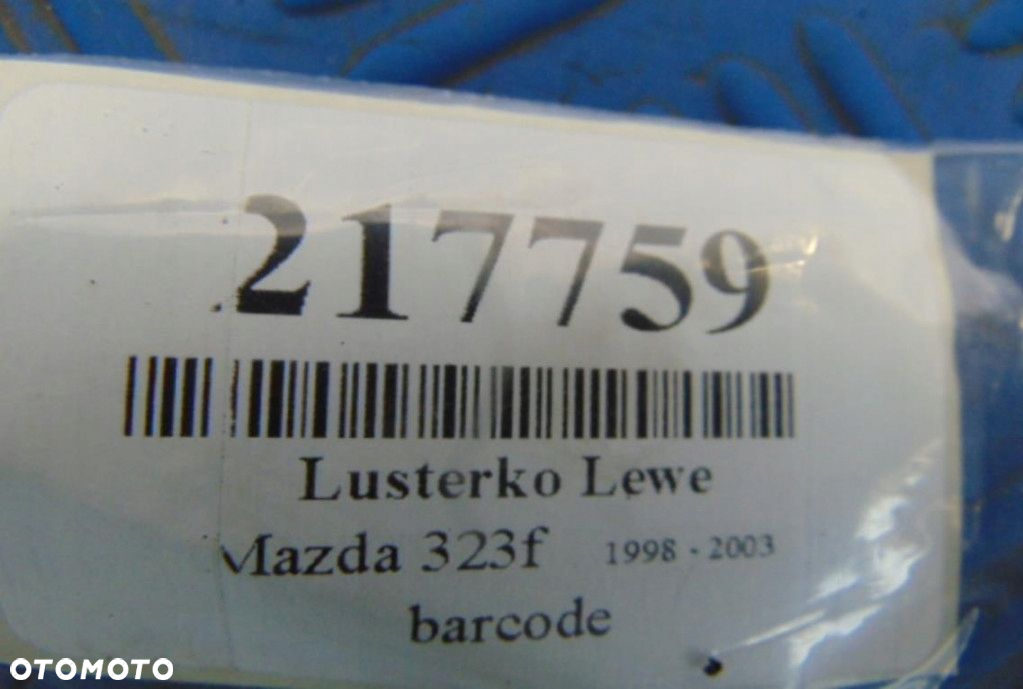 217759
Lusterko Lewe
Mazda 323f 1998 - 2003
barcode
OTOMOTO